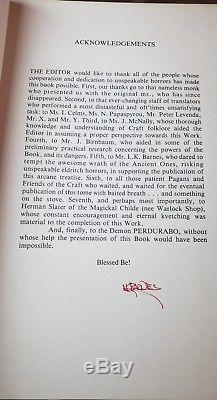 ACKNOWLEDGEMENTS
THE EDITOR would like to thank all of the people whose
cooperation and dedication to unspeakable horrors has made
this book possible. First, our thanks go to that nameless monk
who presented us with the original ms., who has since
disappeared. Second, to that ever-changing staff of translators
who performed a most distasteful and oft'times unsatisfying
task: to Ms. I. Celms, Ms. N. Papaspyrou, Mr. Peter Levenda,
Mr. X. and Mr. Y. Third, to Ms. J. McNally, whose thorough
knowledge and understanding of Craft folklore aided the
Editor in assuming a proper perspective towards this Work.
Fourth, to Mr. J. Birnbaum, who aided in some of the
preliminary practical research concerning the powers of the
Book, and its dangers. Fifth, to Mr. L.K. Barnes, who dared to
tempt the awesome wrath of the Ancient Ones, risking
unspeakable eldritch horrors, in supporting the publication of
this arcane treatise. Sixth, to all those patient Pagans and
Friends of the Craft who waited, and waited for the eventual
publication of this tome with baited breath . . . and something
on the stove. Seventh, and perhaps most importantly, to
Herman Slater of the Magickal Childe (nee Warlock Shop),
whose constant encouragement and eternal kvetching was
material to the completion of this Work.
And, finally, to the Demon PERDURABO, without
whose help the presentation of this Book would have been
impossible.
Blessed Be!